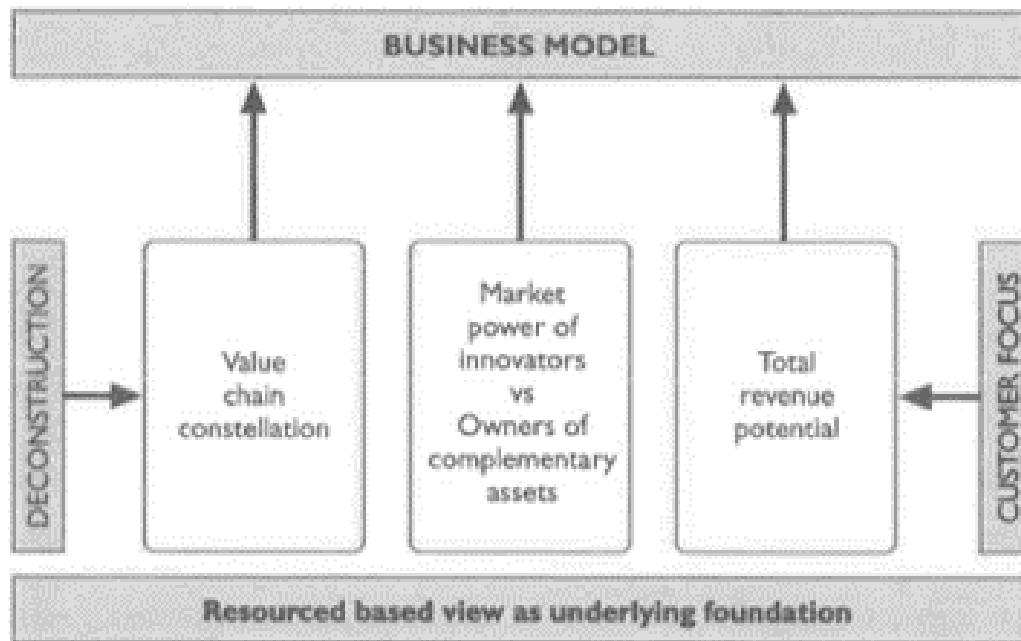 BUSINESS MODEL
DECONSTRUCTION
Value
chain
constellation
Market
power of
innovators
vs
Owners of
complementary
assets
Total
revenue
potential
CUSTOMER FOCUS
Resourced based view as underlying foundation